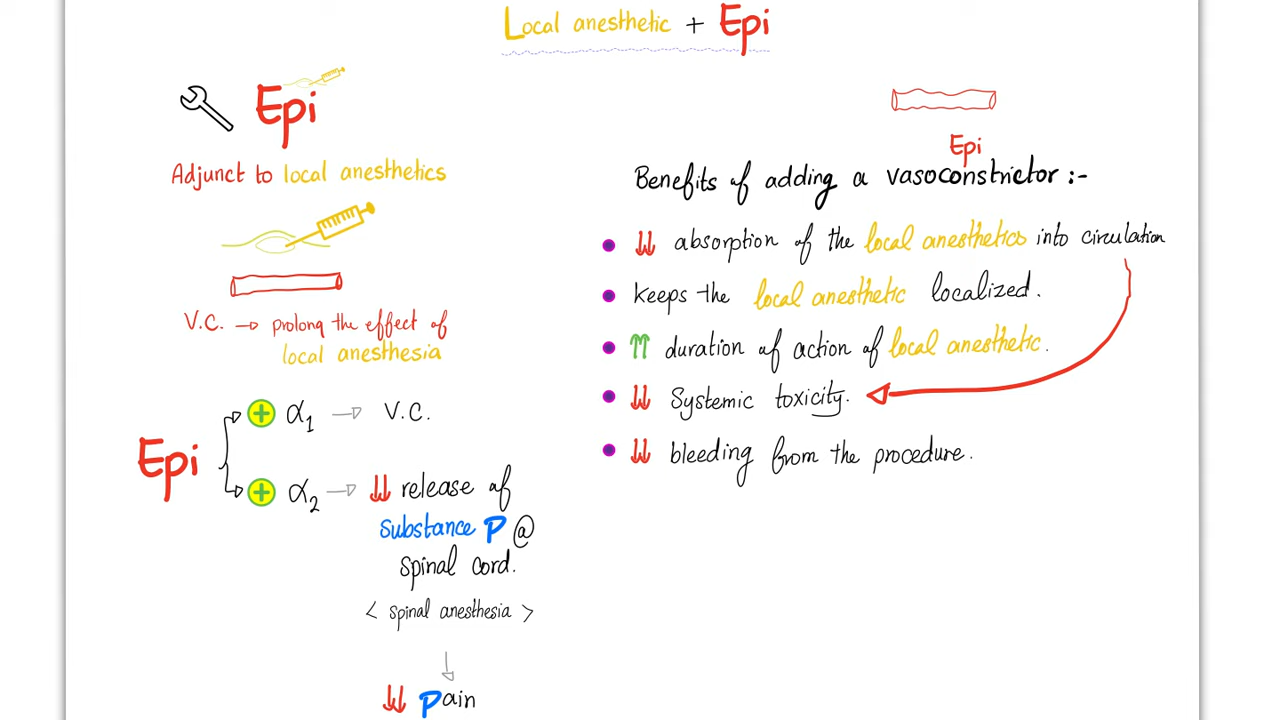 Local anesthetic + Epi
Epi
Adjunct to local anesthetics
V.C. → prolong the effect of
local anesthesia
Epi
+ α1 → V.C.
+ α2 → ↓↓ release of
substance P @
spinal cord.
< spinal anesthesia >
↓
↓↓ Pain
Epi
Benefits of adding a vasoconstrictor :-
• ↓↓ absorption of the local anesthetics into circulation
• Keeps the local anesthetic localized.
• ↑↑ duration of action of local anesthetic.
• ↓↓ Systemic toxicity.
• ↓↓ bleeding from the procedure.